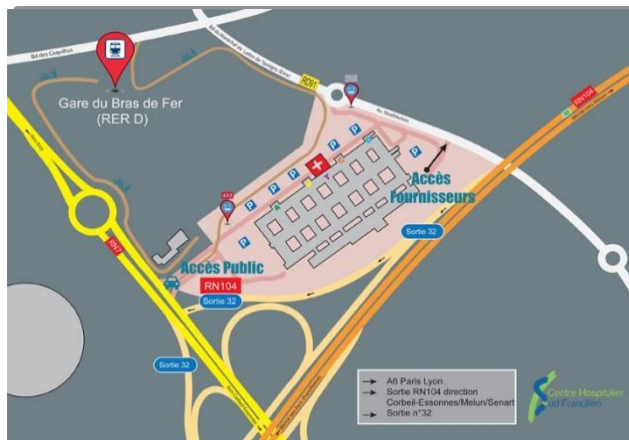 Bd des Coquibus
Gare du Bras de Fer
(RER D)
RD91
RN104
P
P
P
P
P
P
P
P
Accès
Fournisseurs
Sortie 32
RN7
Accès Public
RN104
Sortie 32
Sortie 32
A6 Paris Lyon
Sortie RN104 direction
Corbeil-Essonnes/Melun/Senart
Sortie n°32
Centre Hospitalier
Sud Francilien